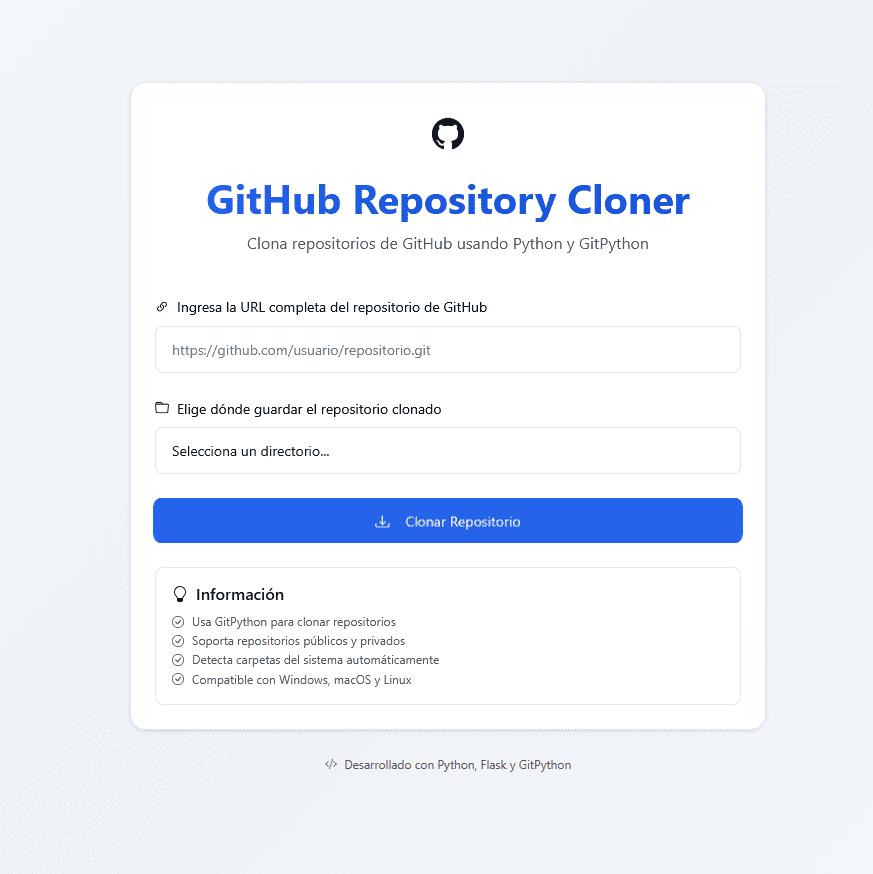 GitHub Repository Cloner
Clona repositorios de GitHub usando Python y GitPython
Ingresa la URL completa del repositorio de GitHub
https://github.com/usuario/repositorio.git
Elige dónde guardar el repositorio clonado
Selecciona un directorio...
Clonar Repositorio
Información
Usa GitPython para clonar repositorios
Soporta repositorios públicos y privados
Detecta carpetas del sistema automáticamente
Compatible con Windows, macOS y Linux
</> Desarrollado con Python, Flask y GitPython